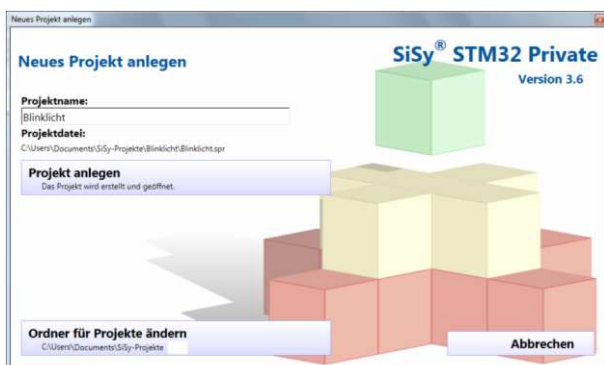 Neues Projekt anlegen
SiSy® STM32 Private
Neues Projekt anlegen
Version 3.6
Projektname:
Blinklicht
Projektdatei:
C:\Users\Documents\SiSy-Projekte\Blinklicht\Blinklicht.spr
Projekt anlegen
Das Projekt wird erstellt und geöffnet.
Ordner für Projekte ändern
C:\Users\Documents\SiSy-Projekte
Abbrechen